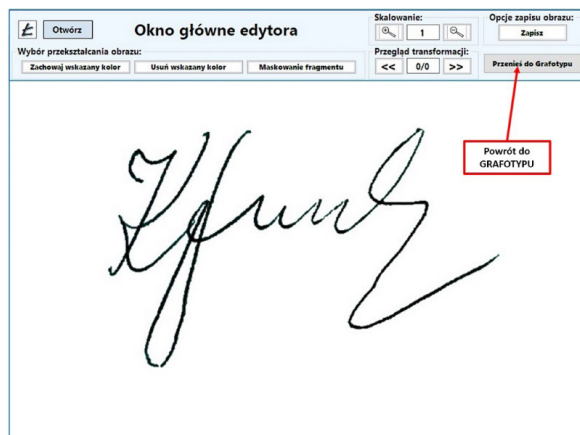 Otwórz
Okno główne edytora
Skalowanie:
1
Opcje zapisu obrazu:
Zapisz
Wybór przekształcania obrazu:
Zachowaj wskazany kolor
Usuń wskazany kolor
Maskowanie fragmentu
Przegląd transformacji:
<<
0/0
>>
Przenieś do Grafotypu
Powrót do
GRAFOTYPU